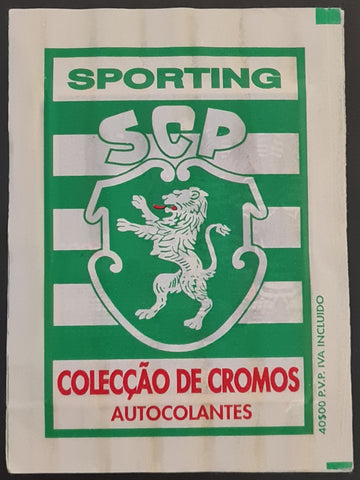 SPORTING
SCP
COLECÇÃO DE CROMOS
AUTOCOLANTES
40$00 P.V.P. IVA INCLUIDO